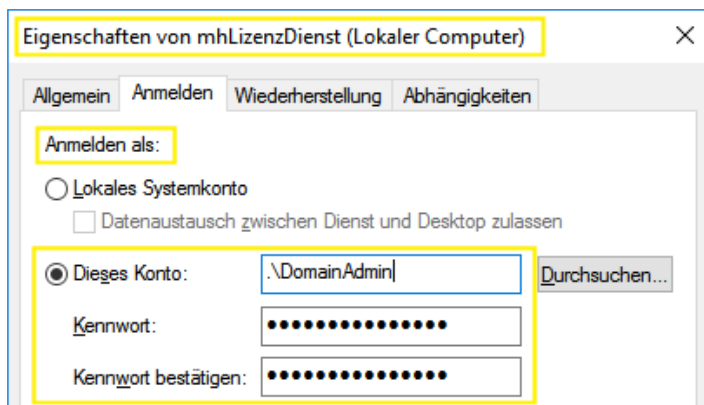 Eigenschaften von mhLizenzDienst (Lokaler Computer)
Allgemein Anmelden Wiederherstellung Abhängigkeiten
Anmelden als:
Lokales Systemkonto
Datenaustausch zwischen Dienst und Desktop zulassen
Dieses Konto: .\DomainAdmin Durchsuchen...
Kennwort: ●●●●●●●●●●●●●●●
Kennwort bestätigen: ●●●●●●●●●●●●●●●